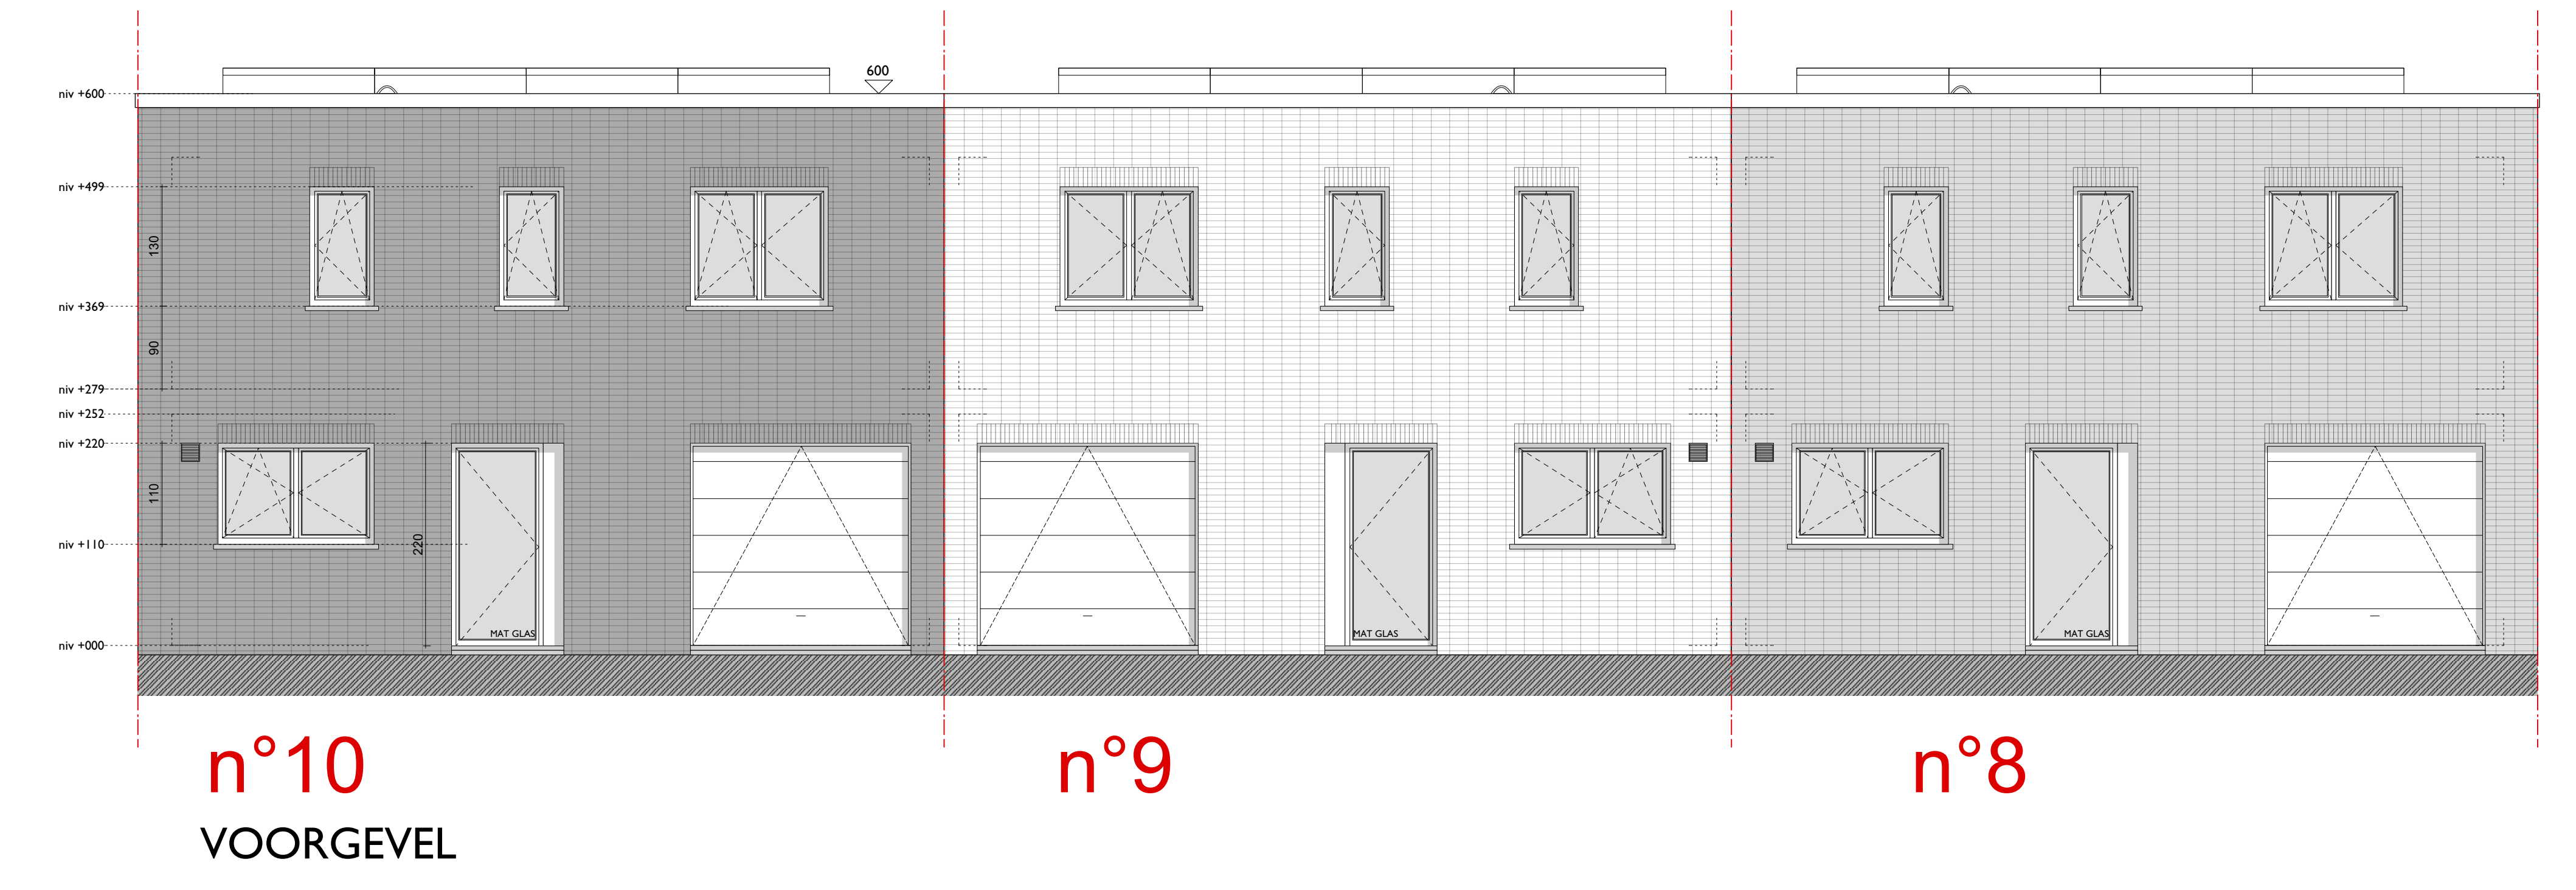 600
niv +600
niv +499
130
niv +369
90
niv +279
niv +252
niv +220
110
220
niv +110
MAT GLAS
MAT GLAS
MAT GLAS
niv +000
n°10
n°9
n°8
VOORGEVEL